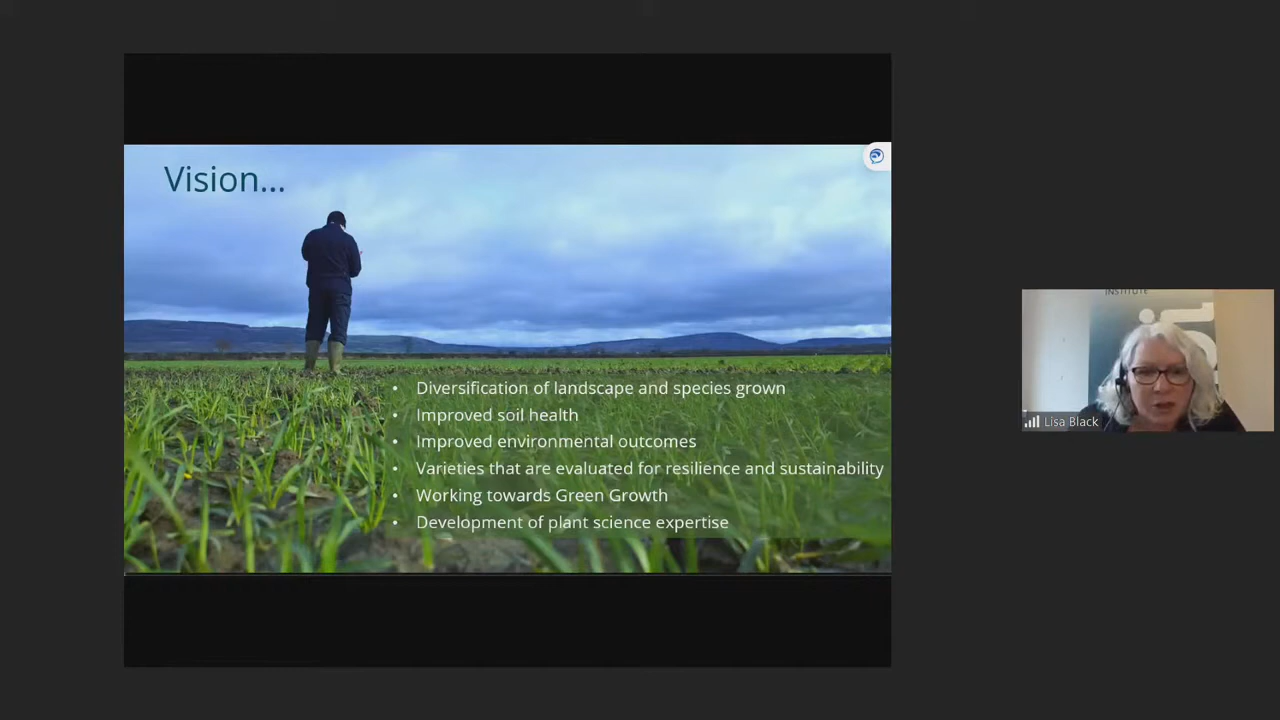 Vision...
Diversification of landscape and species grown
Improved soil health
Improved environmental outcomes
Varieties that are evaluated for resilience and sustainability
Working towards Green Growth
Development of plant science expertise
INSTITUTE
Lisa Black